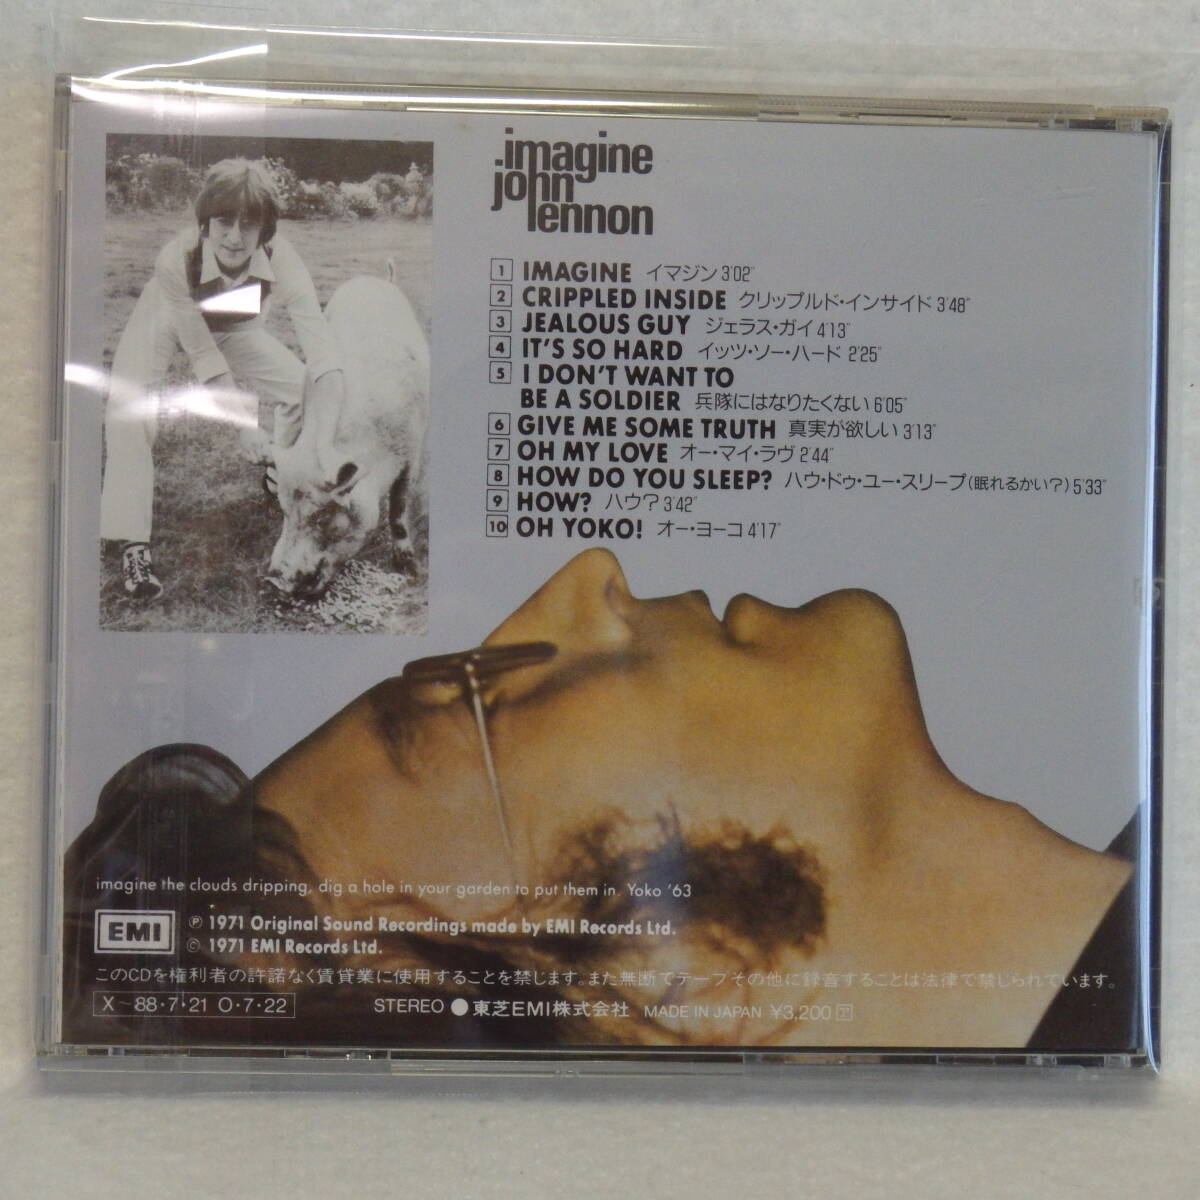 imagine
john
lennon
1 IMAGINE イマジン 3'02"
2 CRIPPLED INSIDE クリップルド・インサイド 3'48"
3 JEALOUS GUY ジェラス・ガイ 4'13"
4 IT'S SO HARD イッツ・ソー・ハード 2'25"
5 I DON'T WANT TO
BE A SOLDIER 兵隊にはなりたくない 6'05"
6 GIVE ME SOME TRUTH 真実が欲しい 3'13"
7 OH MY LOVE オー・マイ・ラヴ 2'44"
8 HOW DO YOU SLEEP? ハウ・ドゥ・ユー・スリープ(眠れるかい?) 5'33"
9 HOW? ハウ? 3'42"
10 OH YOKO! オー・ヨーコ 4'17"
imagine the clouds dripping, dig a hole in your garden to put them in. Yoko '63
EMI
℗ 1971 Original Sound Recordings made by EMI Records Ltd.
© 1971 EMI Records Ltd.
このCDを権利者の許諾なく賃貸業に使用することを禁じます。また無断でテープその他に録音することは法律で禁じられています。
X～88・7・21 O・7・22 STEREO ●東芝EMI株式会社 MADE IN JAPAN ¥3,200